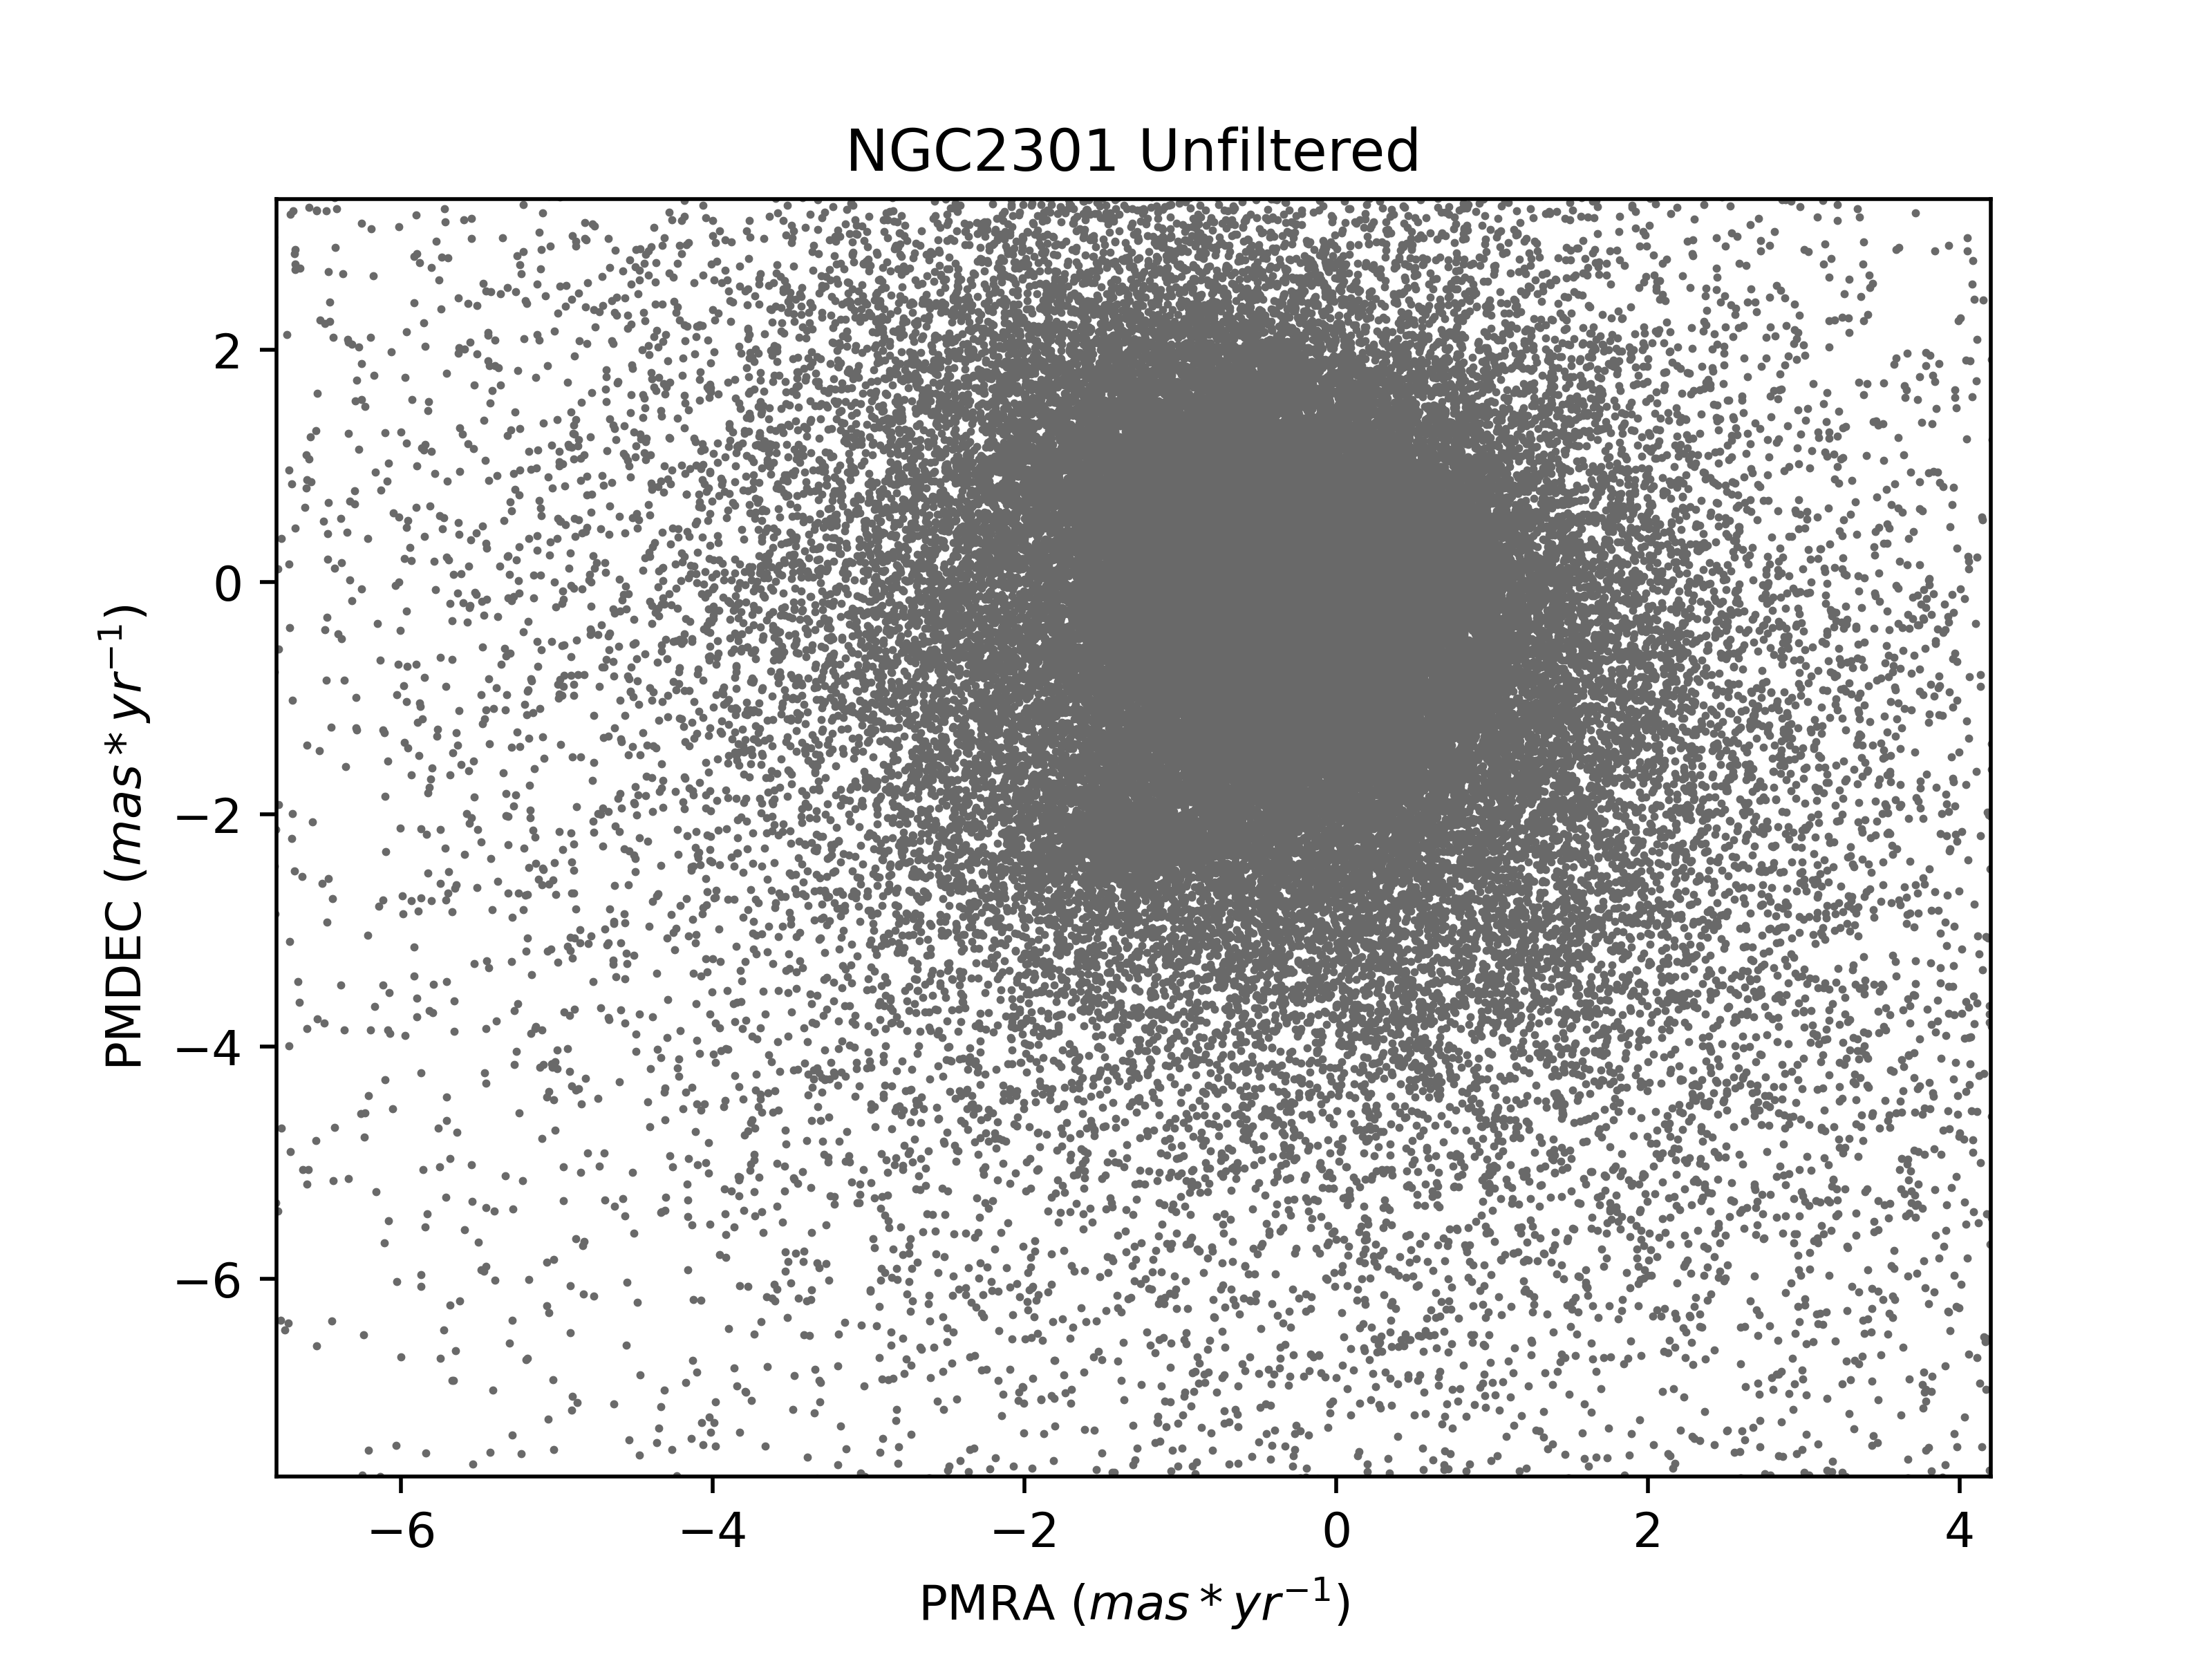 NGC2301 Unfiltered
2
0
−2
−4
−6
PMDEC (mas * yr⁻¹)
−6 −4 −2 0 2 4
PMRA (mas * yr⁻¹)